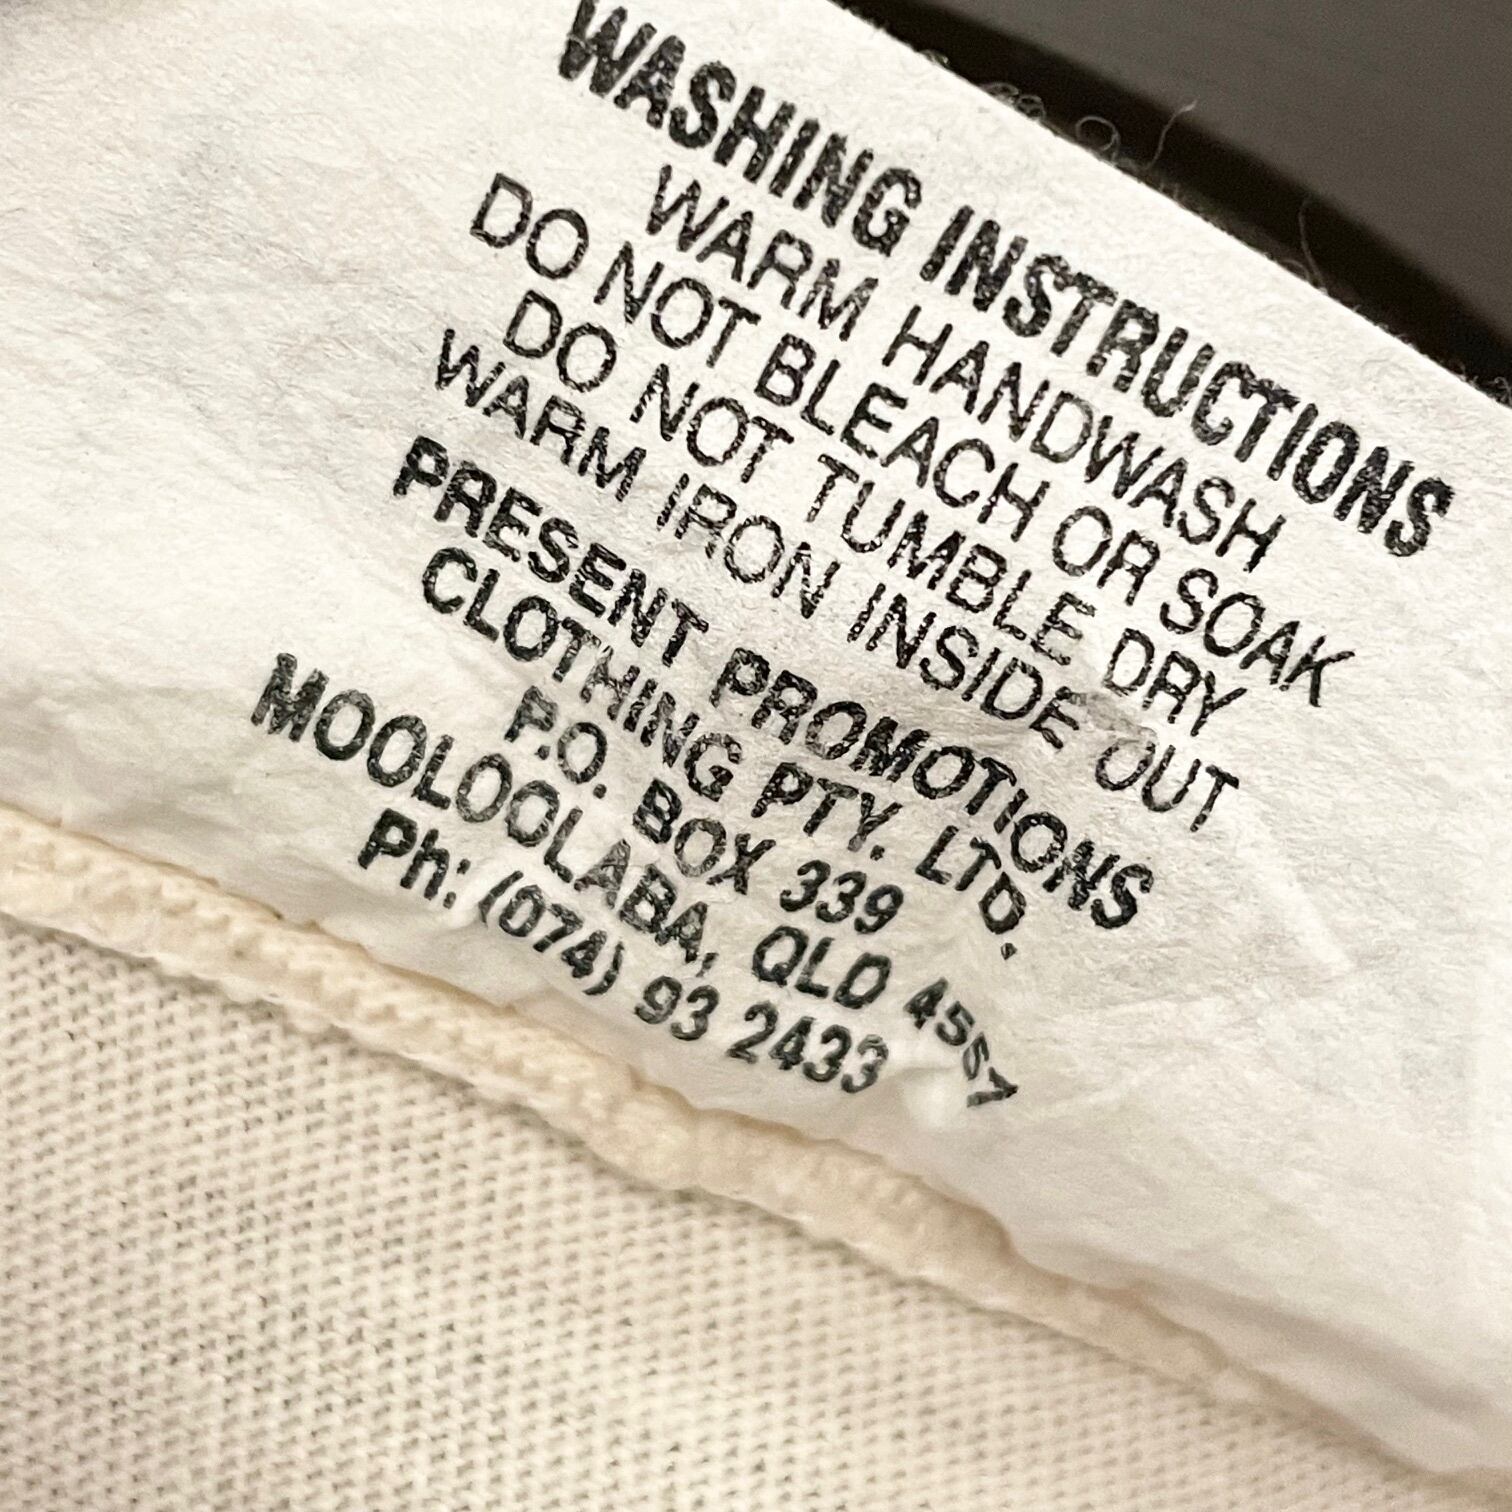 WASHING INSTRUCTIONS
WARM HANDWASH
DO NOT BLEACH OR SOAK
DO NOT TUMBLE DRY
WARM IRON INSIDE OUT
PRESENT PROMOTIONS
CLOTHING PTY. LTD.
P.O. BOX 339
MOOLOOLABA, QLD 4557
Ph: (074) 93 2433